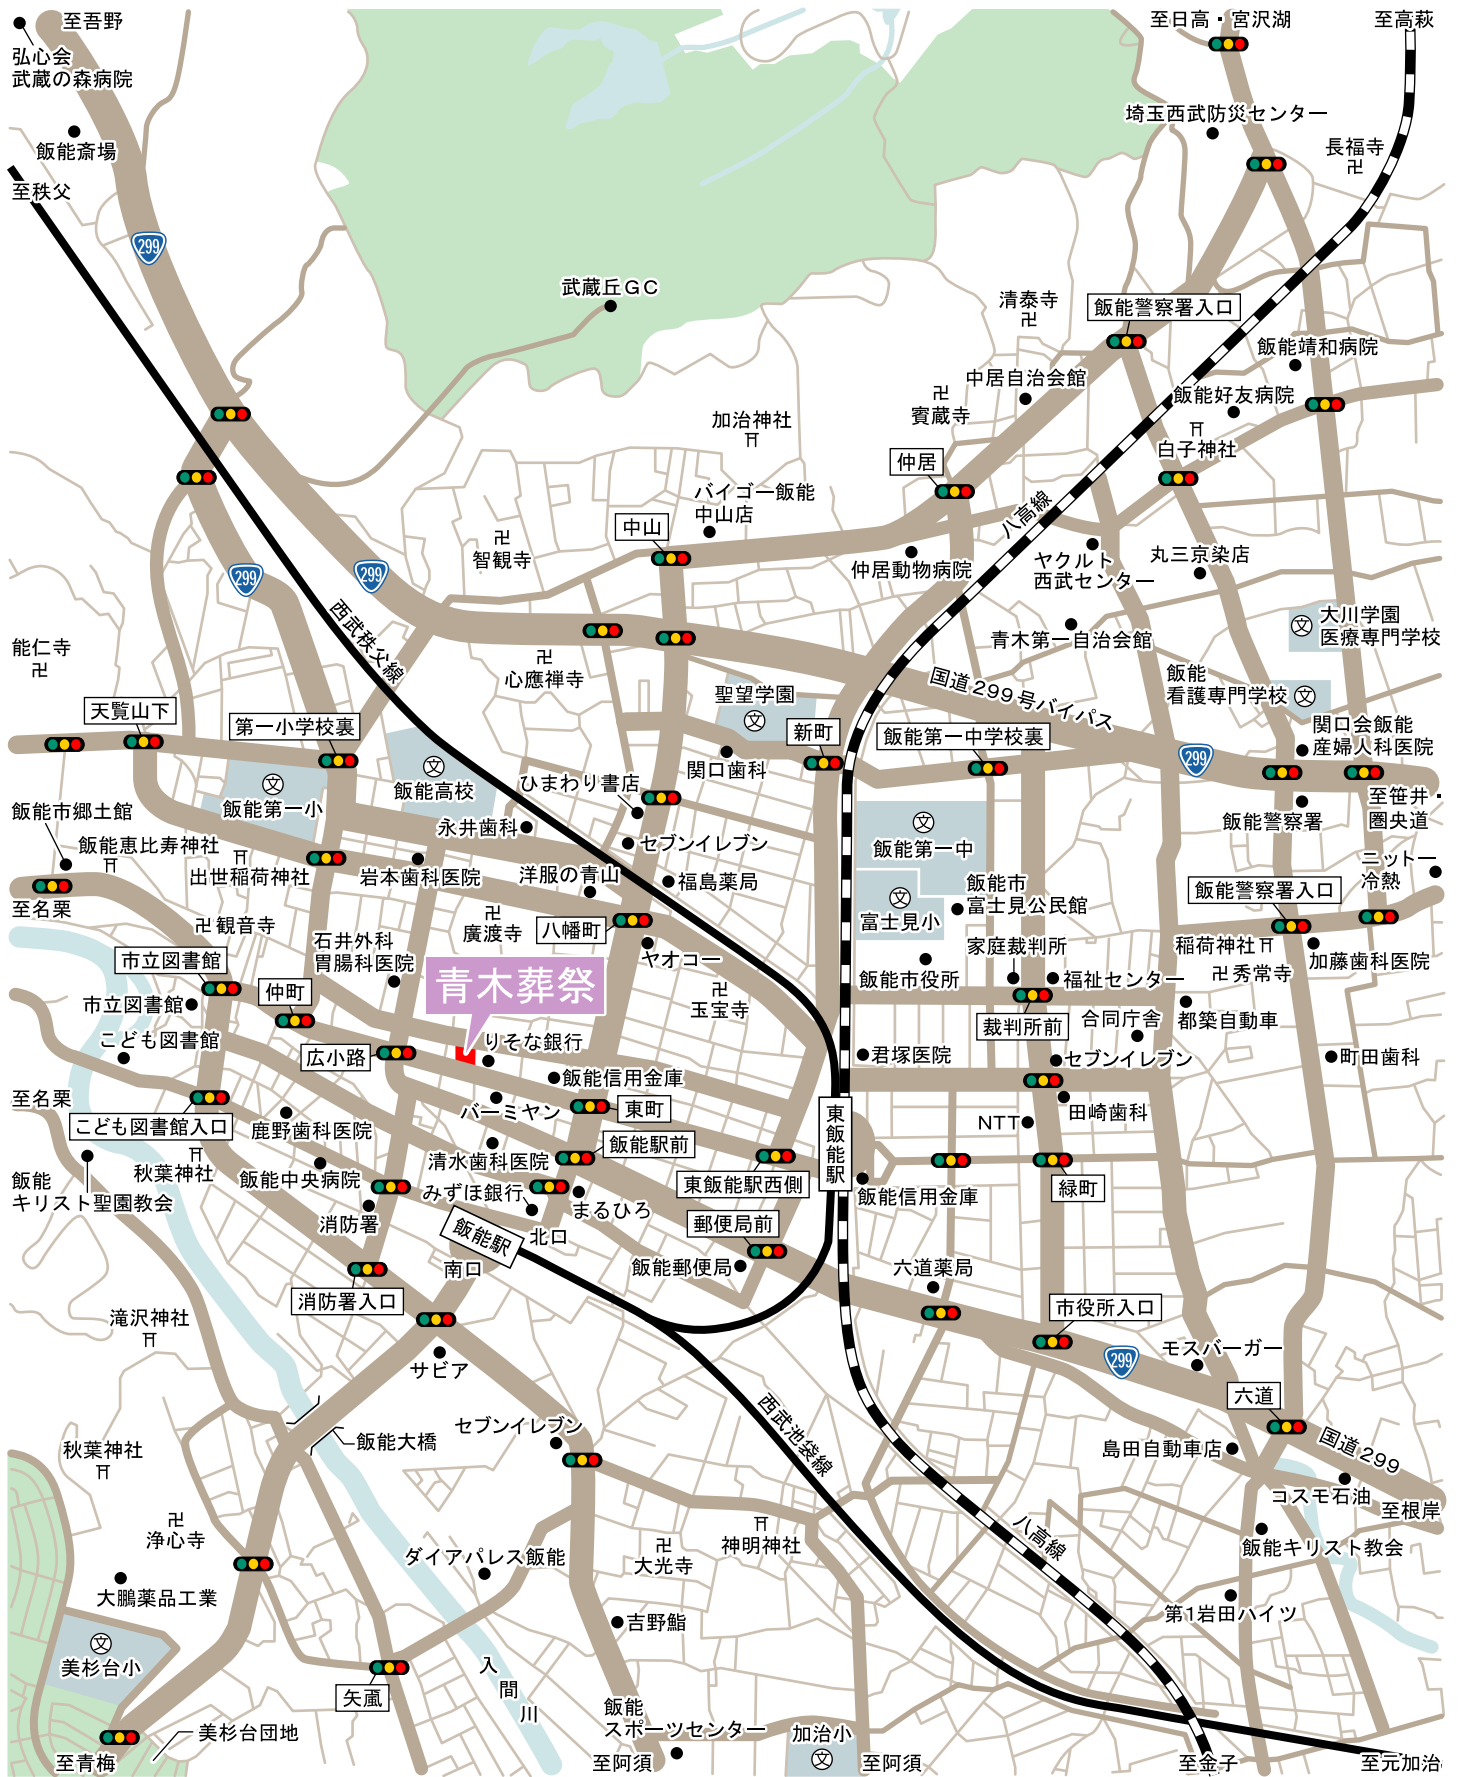 至吾野
弘心会
武蔵の森病院
飯能斎場
至秩父
299
至日高・宮沢湖
至高萩
埼玉西武防災センター
長福寺
武蔵丘GC
清泰寺
飯能警察署入口
飯能靖和病院
中居自治会館
飯能好友病院
加治神社
寳蔵寺
白子神社
仲居
バイゴー飯能
中山店
八高線
中山
智観寺
仲居動物病院
ヤクルト
西武センター
丸三京染店
299
299
西武秩父線
大川学園
医療専門学校
文
青木第一自治会館
能仁寺
心應禅寺
国道299号バイパス
飯能
看護専門学校
文
聖望学園
文
天覧山下
第一小学校裏
新町
飯能第一中学校裏
関口会飯能
産婦人科医院
299
関口歯科
文
飯能第一小
文
飯能高校
ひまわり書店
至笹井・
圏央道
飯能市郷土館
永井歯科
セブンイレブン
文
飯能第一中
飯能警察署
飯能恵比寿神社
出世稲荷神社
岩本歯科医院
洋服の青山
福島薬局
ニットー
冷熱
飯能市
富士見公民館
飯能警察署入口
文
富士見小
至名栗
観音寺
廣渡寺
八幡町
石井外科
胃腸科医院
家庭裁判所
稲荷神社
ヤオコー
市立図書館
飯能市役所
福祉センター
秀常寺
加藤歯科医院
青木葬祭
仲町
市立図書館
玉宝寺
裁判所前
合同庁舎
都築自動車
こども図書館
りそな銀行
広小路
君塚医院
セブンイレブン
町田歯科
飯能信用金庫
至名栗
バーミヤン
東町
東飯能駅
NTT
田崎歯科
こども図書館入口
鹿野歯科医院
飯能駅前
清水歯科医院
秋葉神社
飯能中央病院
東飯能駅西側
飯能
キリスト聖園教会
みずほ銀行
まるひろ
飯能信用金庫
緑町
消防署
北口
飯能駅
郵便局前
南口
飯能郵便局
六道薬局
消防署入口
市役所入口
滝沢神社
サビア
モスバーガー
299
六道
西武池袋線
セブンイレブン
飯能大橋
秋葉神社
島田自動車店
国道299
コスモ石油
至根岸
浄心寺
神明神社
八高線
飯能キリスト教会
ダイアパレス飯能
大光寺
大鵬薬品工業
第1岩田ハイツ
吉野鮨
文
美杉台小
入間川
矢颪
飯能
スポーツセンター
加治小
文
美杉台団地
至青梅
至阿須
至阿須
至金子
至元加治